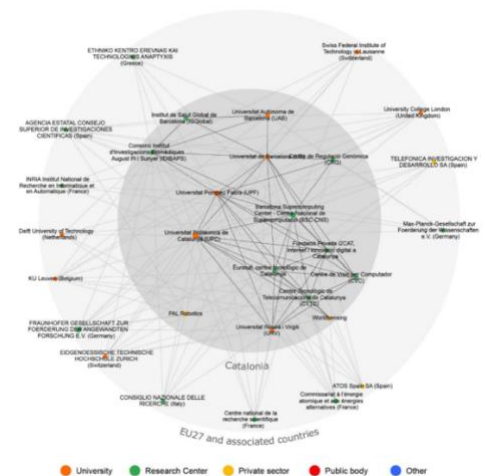 ETHNIKO KENTRO EREVNAS KAI
TECHNOLOGIKIS ANAPTYXIS
(Greece)
Swiss Federal Institute of
Technology of Lausanne
(Switzerland)
University College London
(United Kingdom)
Institut de Salut Global de
Barcelona (ISGlobal)
Universitat Autònoma de
Barcelona (UAB)
AGENCIA ESTATAL CONSEJO
SUPERIOR DE INVESTIGACIONES
CIENTIFICAS (Spain)
Consorci Institut
d'Investigacions Biomèdiques
August Pi i Sunyer (IDIBAPS)
Universitat de Barcelona
Centre de Regulació Genòmica
TELEFONICA INVESTIGACION Y
DESARROLLO SA (Spain)
INRIA Institut National de
Recherche en Informatique et
en Automatique (France)
Universitat Pompeu Fabra (UPF)
Barcelona Supercomputing
Center - Centro Nacional de
Supercomputación (BSC-CNS)
Delft University of Technology
(Netherlands)
Universitat Politècnica de
Catalunya (UPC)
Max-Planck-Gesellschaft zur
Foerderung der Wissenschaften
e.V. (Germany)
Fundació Privada i2CAT,
Internet i Innovació digital a
Catalunya
KU Leuven (Belgium)
Eurecat, centre tecnològic de
Catalunya
Centre de Visió per Computador
(CVC)
Centre Tecnològic de
Telecomunicacions de Catalunya
(CTTC)
FRAUNHOFER GESELLSCHAFT ZUR
FOERDERUNG DER ANGEWANDTEN
FORSCHUNG E.V. (Germany)
PAL Robotics
Universitat Rovira i Virgili
(URV)
Worldsensing
EIDGENOESSISCHE TECHNISCHE
HOCHSCHULE ZURICH
(Switzerland)
Catalonia
CONSIGLIO NAZIONALE DELLE
RICERCHE (Italy)
ATOS Spain SA (Spain)
Commissariat à l'énergie
atomique et aux énergies
alternatives (France)
Centre national de la
recherche scientifique
(France)
EU27 and associated countries
University
Research Center
Private sector
Public body
Other